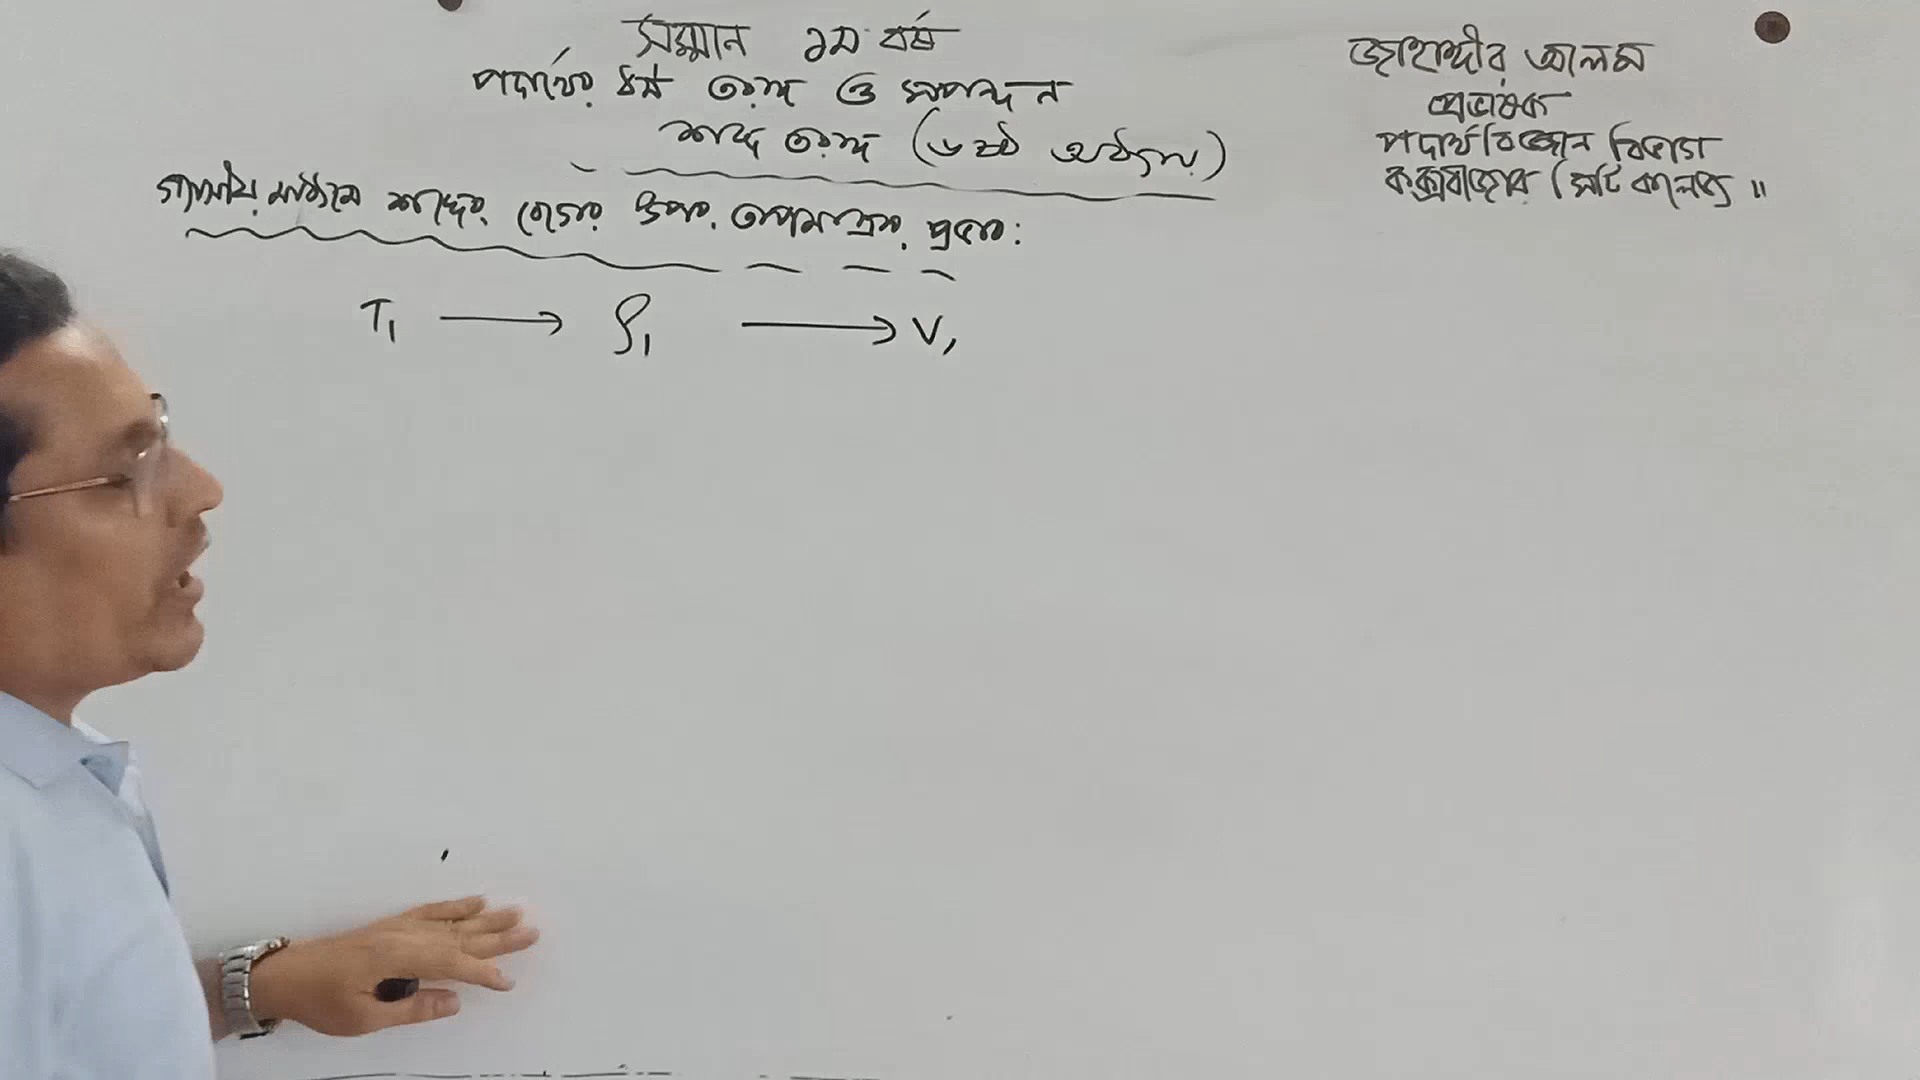 সম্মান ১ম বর্ষ
পদার্থের ধর্ম তরঙ্গ ও স্পন্দন
শব্দ তরঙ্গ (৬ষ্ঠ অধ্যায়)
গ্যাসীয় মাধ্যমে শব্দের বেগের উপর তাপমাত্রার প্রভাব:
T₁ ⟶ ρ₁ ⟶ V₁
জাহাঙ্গীর আলম
প্রভাষক
পদার্থবিজ্ঞান বিভাগ
কক্সবাজার সিটি কলেজ ॥